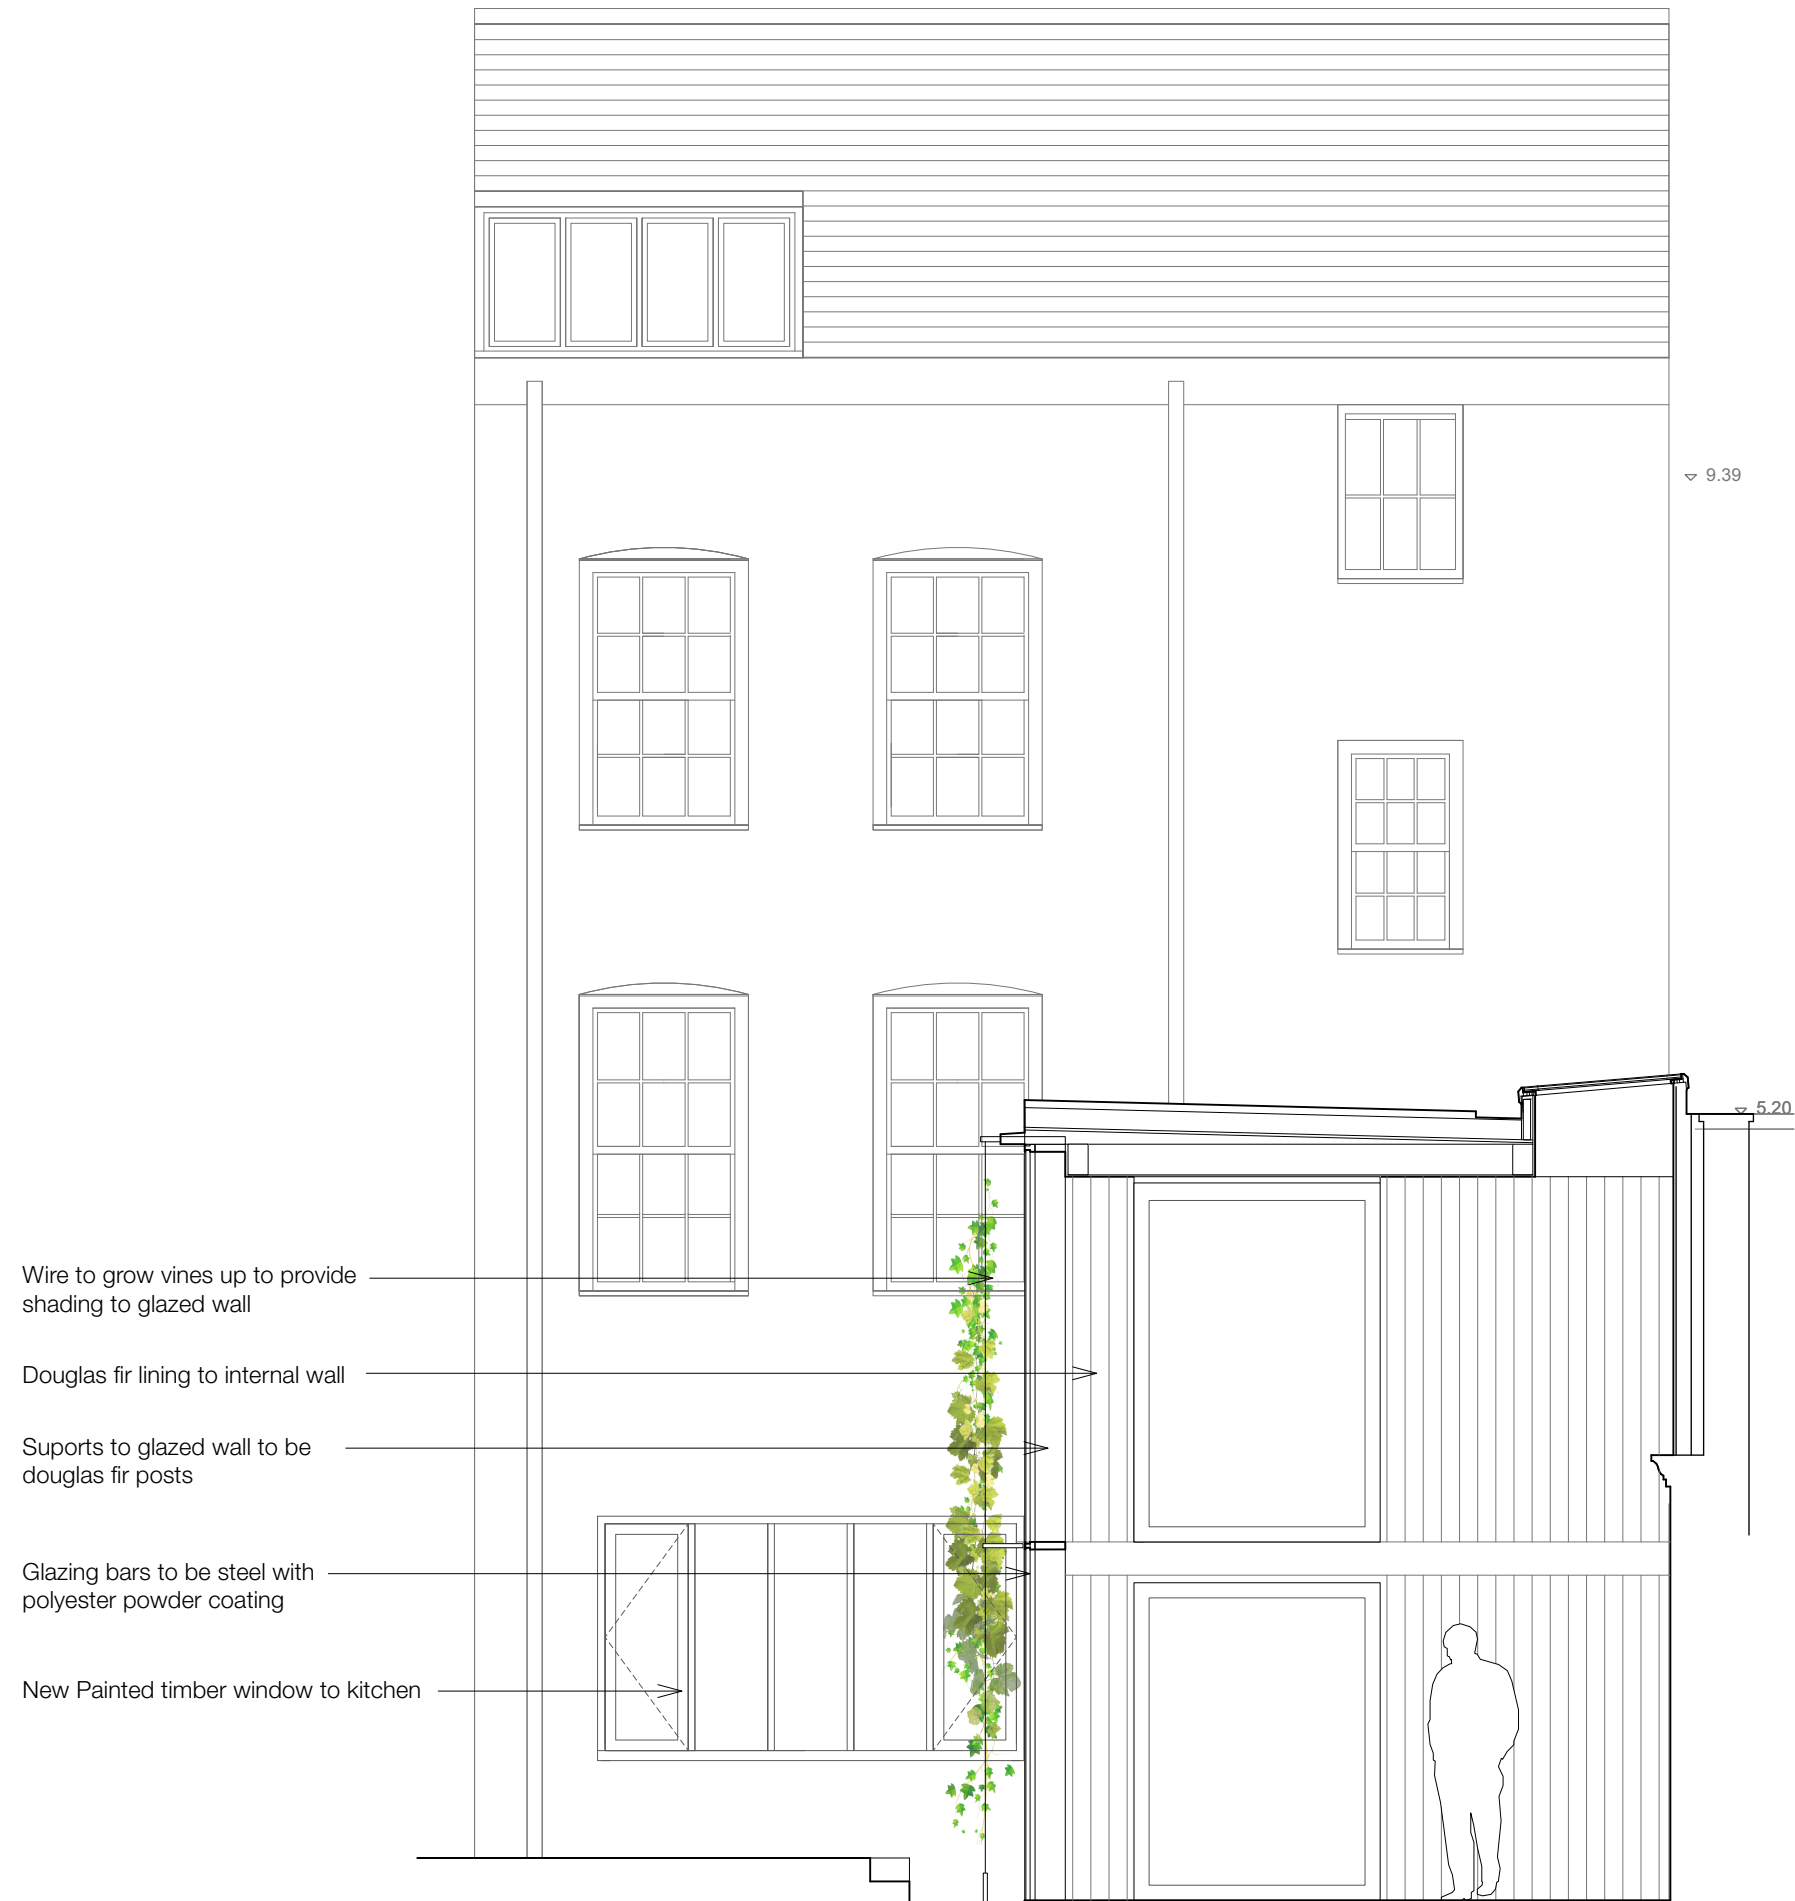 9.39
5.20
Wire to grow vines up to provide
shading to glazed wall
Douglas fir lining to internal wall
Suports to glazed wall to be
douglas fir posts
Glazing bars to be steel with
polyester powder coating
New Painted timber window to kitchen